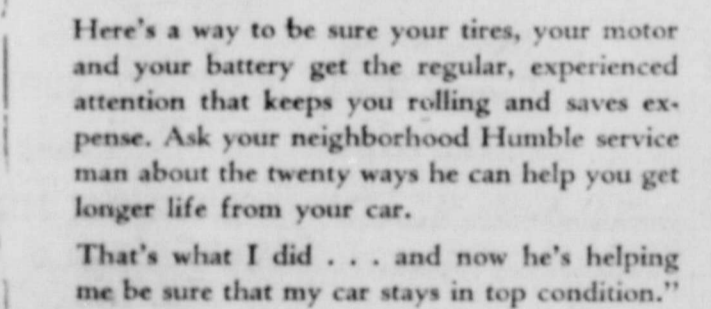 Here's a way to be sure your tires, your motor
and your battery get the regular, experienced
attention that keeps you rolling and saves ex-
pense. Ask your neighborhood Humble service
man about the twenty ways he can help you get
longer life from your car.
That's what I did . . . and now he's helping
me be sure that my car stays in top condition."